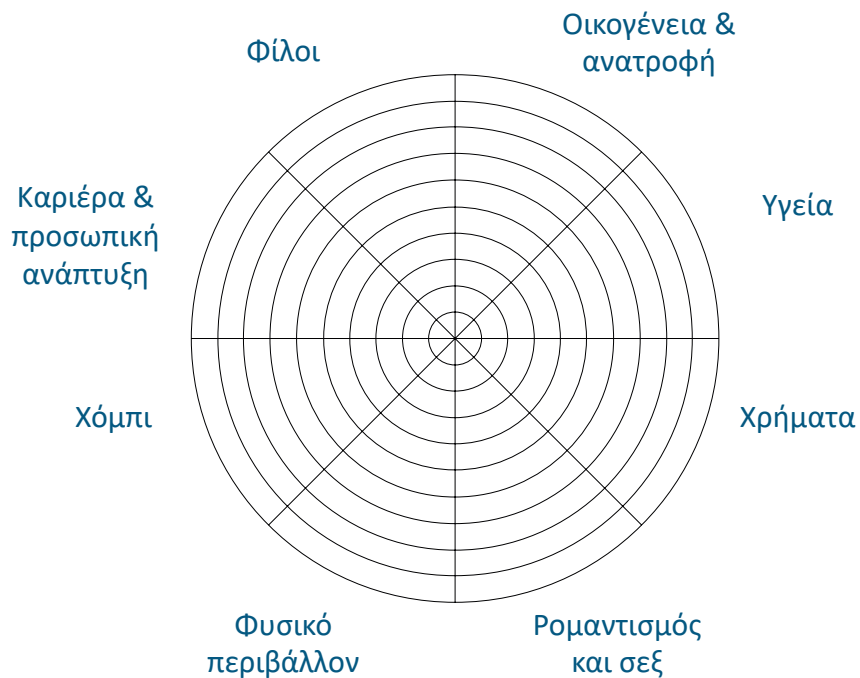 Φίλοι
Οικογένεια &
ανατροφή
Καριέρα &
προσωπική
ανάπτυξη
Υγεία
Χόμπι
Χρήματα
Φυσικό
περιβάλλον
Ρομαντισμός
και σεξ